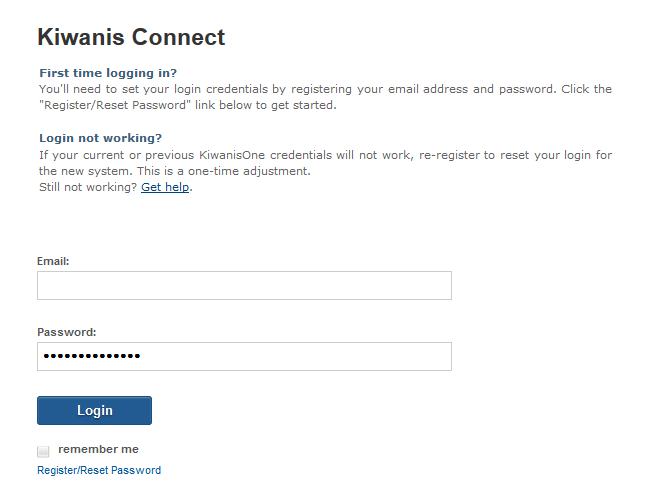 Kiwanis Connect
First time logging in?
You'll need to set your login credentials by registering your email address and password. Click the
"Register/Reset Password" link below to get started.
Login not working?
If your current or previous KiwanisOne credentials will not work, re-register to reset your login for
the new system. This is a one-time adjustment.
Still not working? Get help.
Email:
Password:
••••••••••••••
Login
remember me
Register/Reset Password